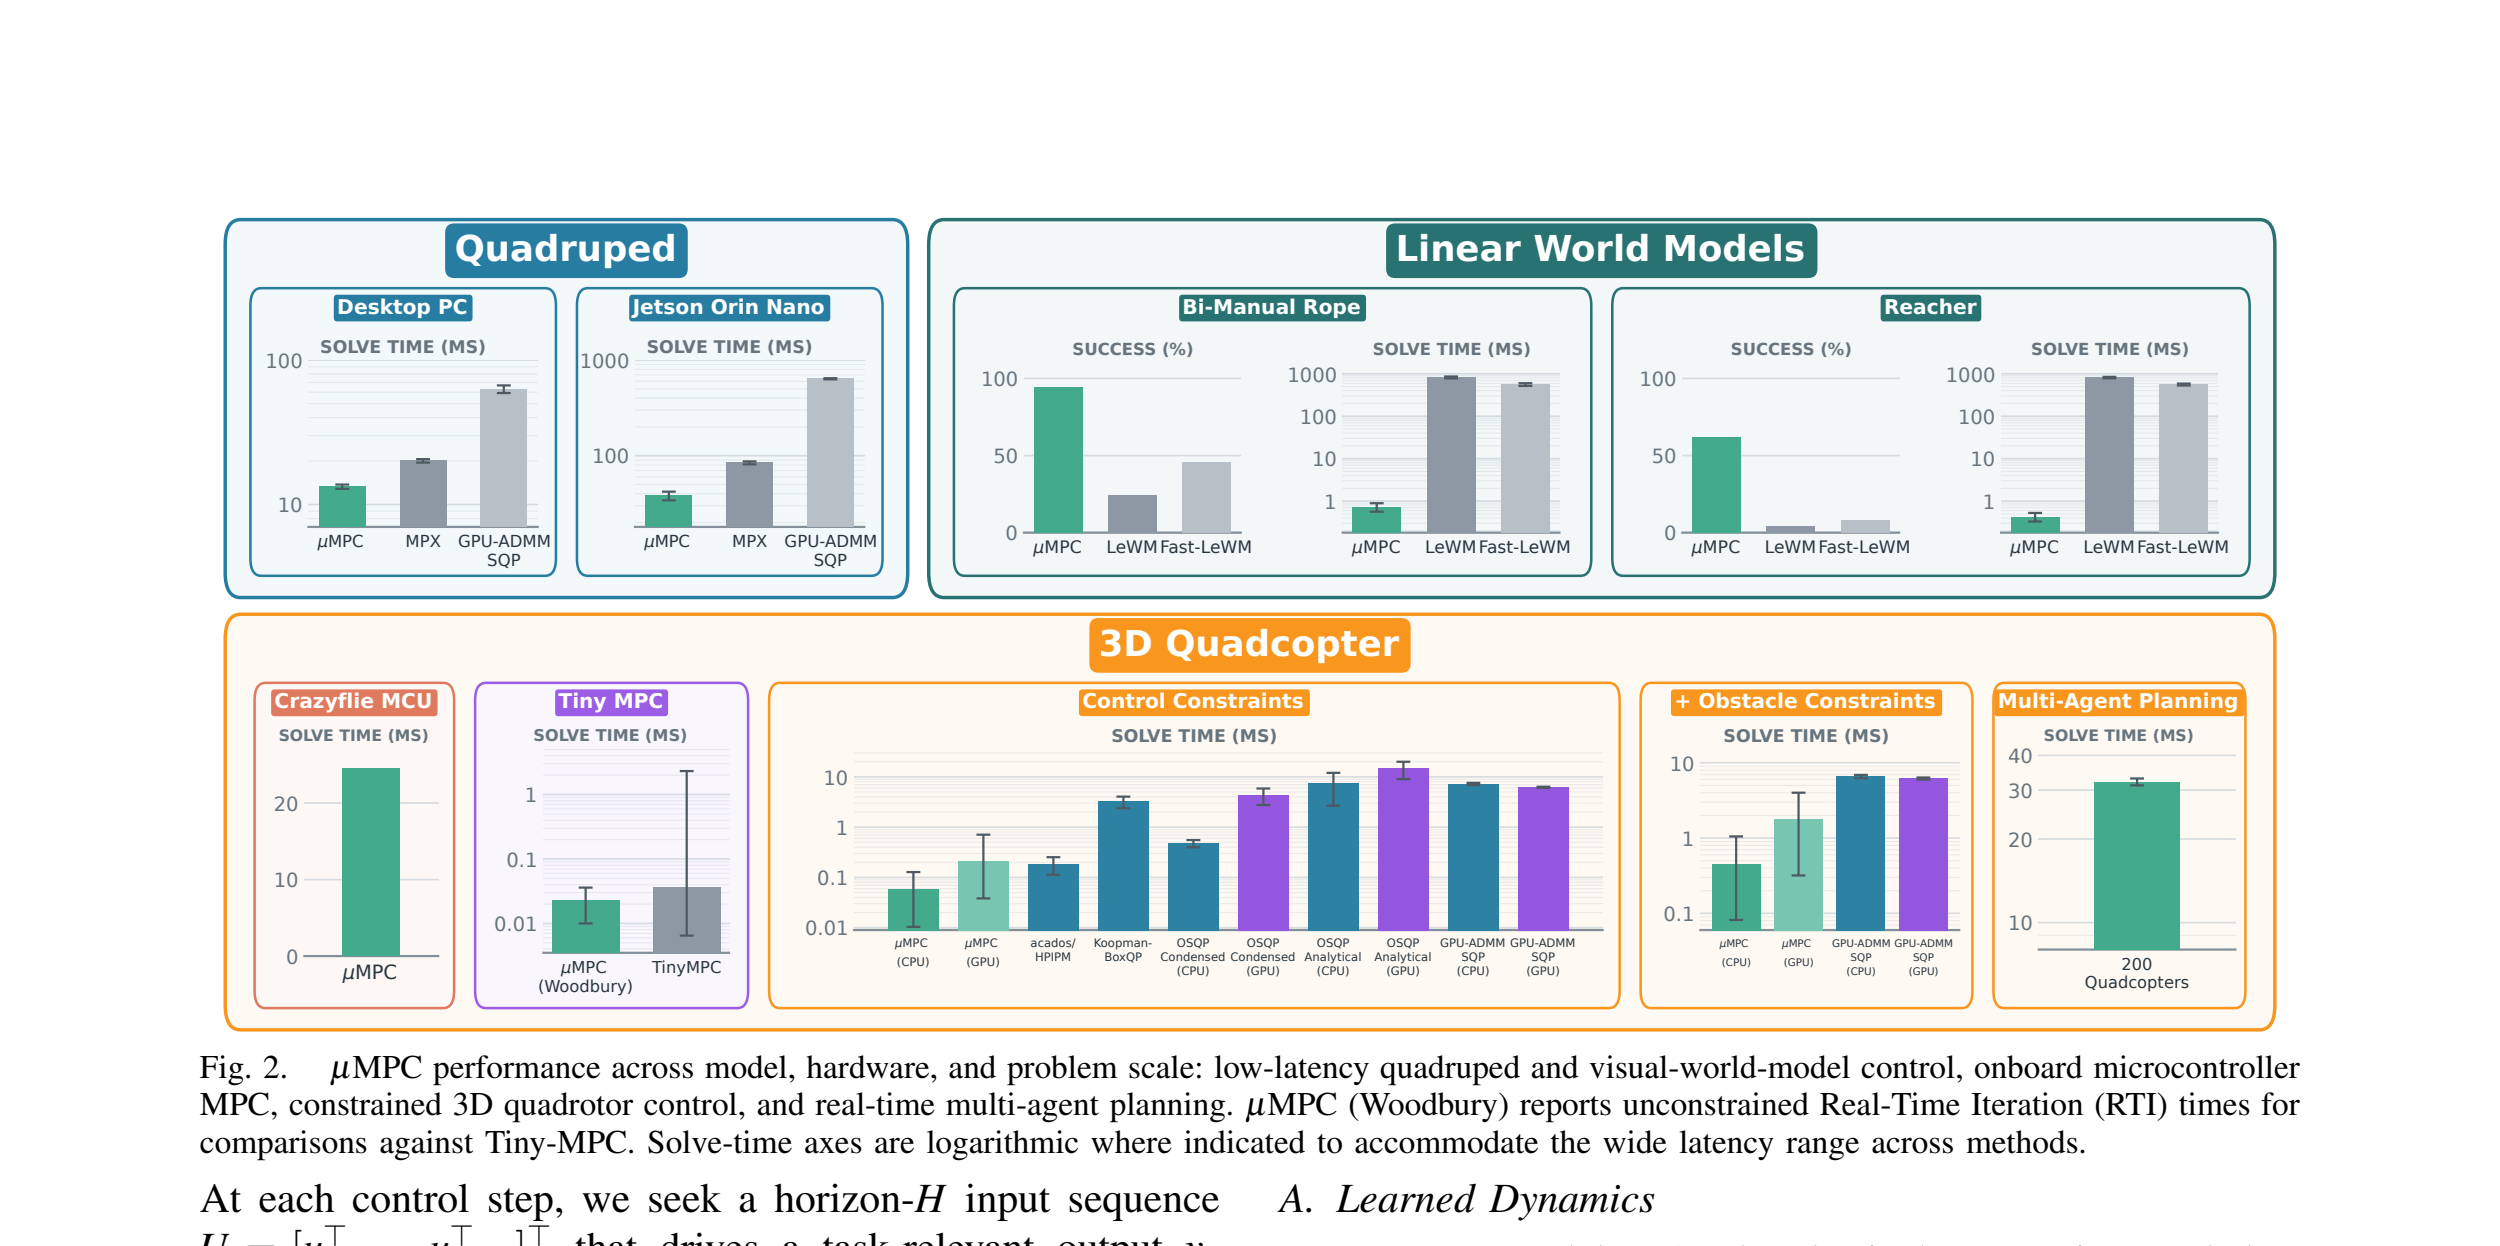 Quadruped
Desktop PC
SOLVE TIME (MS)
100
10
μMPC MPX GPU-ADMM
SQP
Jetson Orin Nano
SOLVE TIME (MS)
1000
100
μMPC MPX GPU-ADMM
SQP
Linear World Models
Bi-Manual Rope
SUCCESS (%)
100
50
0
μMPC LeWM Fast-LeWM
SOLVE TIME (MS)
1000
100
10
1
μMPC LeWM Fast-LeWM
Reacher
SUCCESS (%)
100
50
0
μMPC LeWM Fast-LeWM
SOLVE TIME (MS)
1000
100
10
1
μMPC LeWM Fast-LeWM
3D Quadcopter
Crazyflie MCU
SOLVE TIME (MS)
20
10
0
μMPC
Tiny MPC
SOLVE TIME (MS)
1
0.1
0.01
μMPC TinyMPC
(Woodbury)
Control Constraints
SOLVE TIME (MS)
10
1
0.1
0.01
μMPC μMPC acados/ Koopman- OSQP OSQP OSQP OSQP GPU-ADMM GPU-ADMM
HPIPM BoxQP Condensed Condensed Analytical Analytical SQP SQP
(CPU) (GPU) (CPU) (GPU) (CPU) (GPU) (CPU) (GPU)
+ Obstacle Constraints
SOLVE TIME (MS)
10
1
0.1
μMPC μMPC GPU-ADMM GPU-ADMM
SQP SQP
(CPU) (GPU) (CPU) (GPU)
Multi-Agent Planning
SOLVE TIME (MS)
40
30
20
10
200
Quadcopters
Fig. 2. μMPC performance across model, hardware, and problem scale: low-latency quadruped and visual-world-model control, onboard microcontroller
MPC, constrained 3D quadrotor control, and real-time multi-agent planning. μMPC (Woodbury) reports unconstrained Real-Time Iteration (RTI) times for
comparisons against Tiny-MPC. Solve-time axes are logarithmic where indicated to accommodate the wide latency range across methods.
At each control step, we seek a horizon-H input sequence
that drives a task-relevant output
A. Learned Dynamics